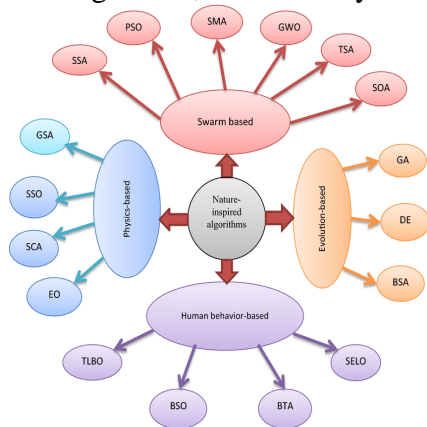 PSO
SMA
GWO
TSA
SSA
SOA
Swarm based
GSA
SSO
SCA
EO
Physics-based
Nature-
inspired
algorithms
Evolution-based
GA
DE
BSA
Human behavior-based
TLBO
BSO
BTA
SELO